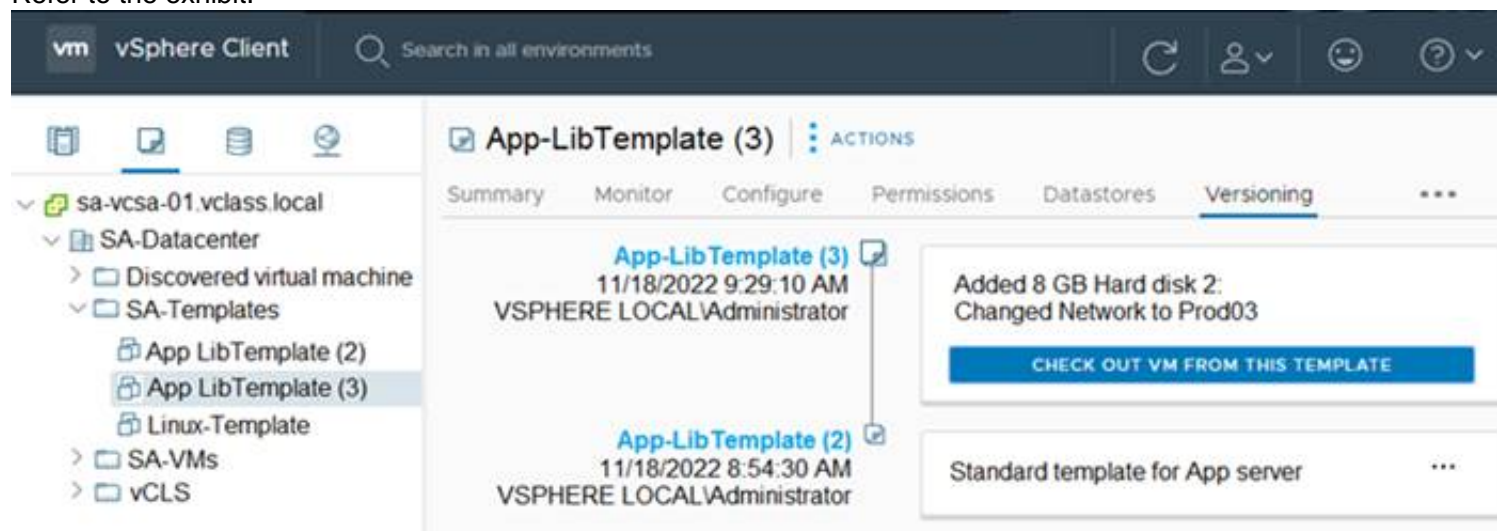 Refer to the exhibit.
vm vSphere Client Search in all environments
App-LibTemplate (3) ACTIONS
Summary Monitor Configure Permissions Datastores Versioning ...
sa-vcsa-01.vclass.local
SA-Datacenter
Discovered virtual machine
SA-Templates
App LibTemplate (2)
App LibTemplate (3)
Linux-Template
SA-VMs
vCLS
App-LibTemplate (3)
11/18/2022 9:29:10 AM
VSPHERE LOCAL\Administrator
Added 8 GB Hard disk 2:
Changed Network to Prod03
CHECK OUT VM FROM THIS TEMPLATE
App-LibTemplate (2)
11/18/2022 8:54:30 AM
VSPHERE LOCAL\Administrator
Standard template for App server ...